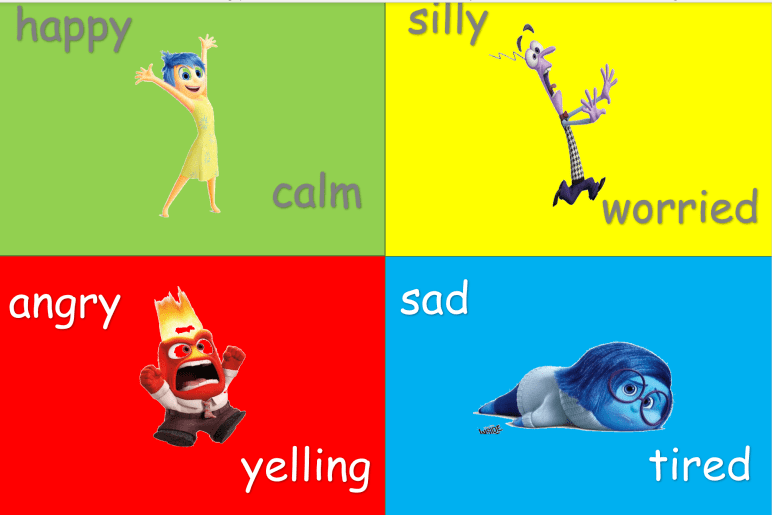 happy
calm
silly
worried
angry
yelling
sad
tired